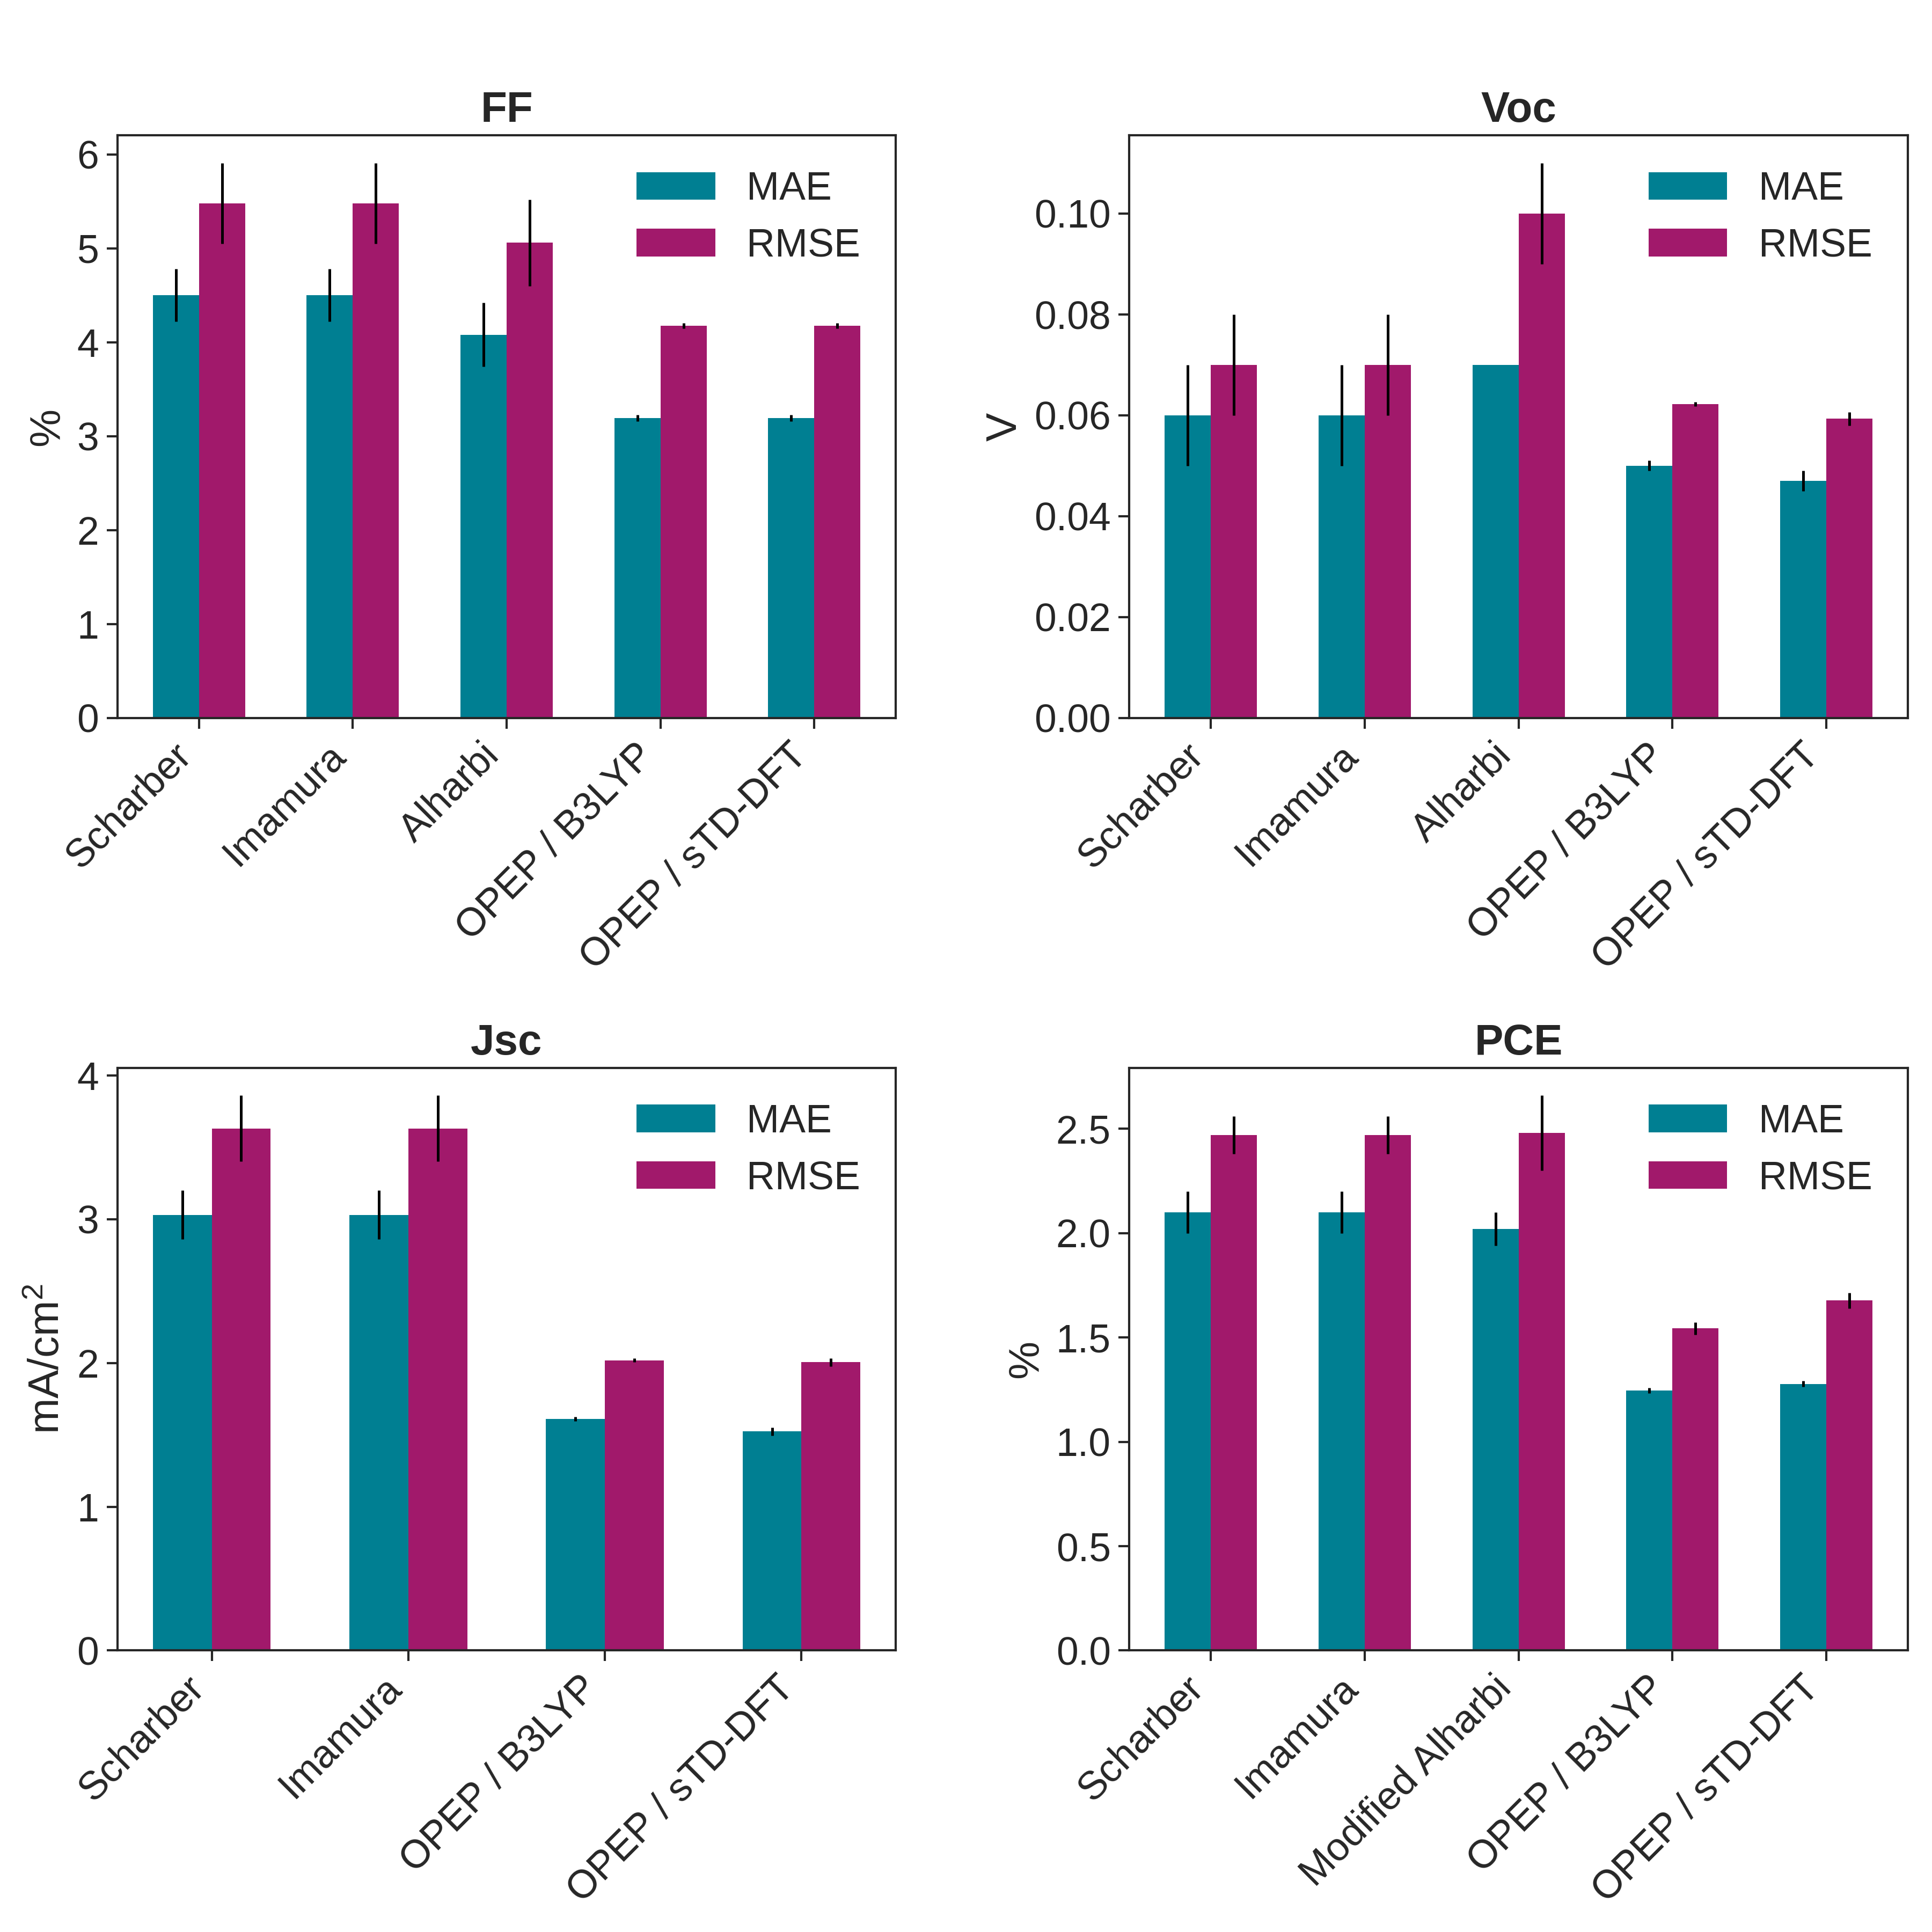 FF
6
5
4
3
2
1
0
%
MAE
RMSE
Scharber
Imamura
Alharbi
OPEP / B3LYP
OPEP / sTD-DFT
Voc
0.10
0.08
0.06
0.04
0.02
0.00
V
MAE
RMSE
Scharber
Imamura
Alharbi
OPEP / B3LYP
OPEP / sTD-DFT
Jsc
4
3
2
1
0
mA/cm²
MAE
RMSE
Scharber
Imamura
OPEP / B3LYP
OPEP / sTD-DFT
PCE
2.5
2.0
1.5
1.0
0.5
0.0
%
MAE
RMSE
Scharber
Imamura
Modified Alharbi
OPEP / B3LYP
OPEP / sTD-DFT